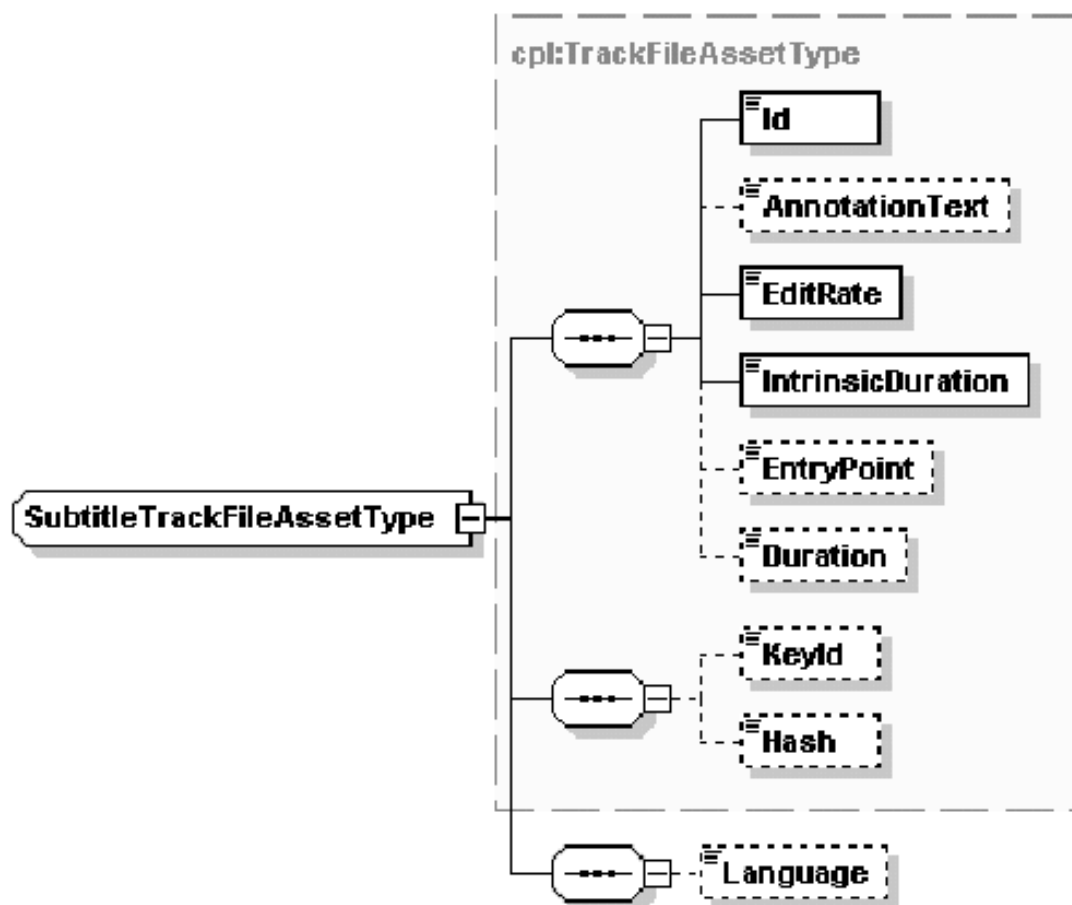 cpl:TrackFileAssetType
Id
AnnotationText
EditRate
IntrinsicDuration
EntryPoint
SubtitleTrackFileAssetType
Duration
KeyId
Hash
Language